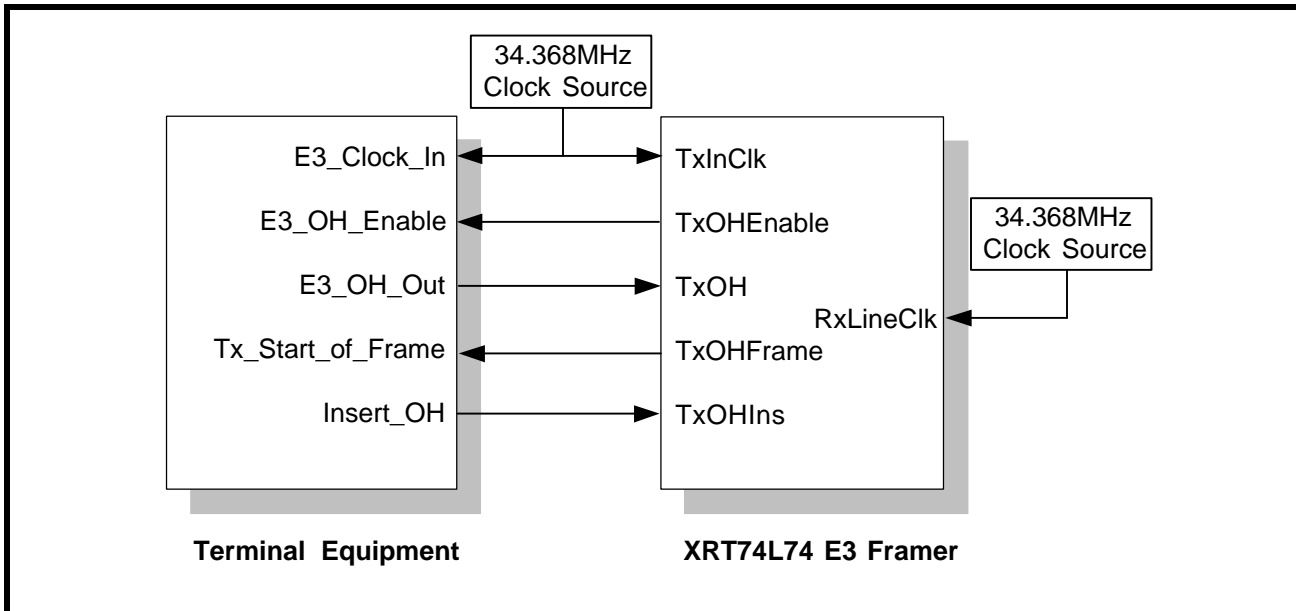 34.368MHz
Clock Source
E3_Clock_In
TxInClk
E3_OH_Enable
TxOHEnable
34.368MHz
Clock Source
E3_OH_Out
TxOH
RxLineClk
Tx_Start_of_Frame
TxOHFrame
Insert_OH
TxOHIns
Terminal Equipment
XRT74L74 E3 Framer